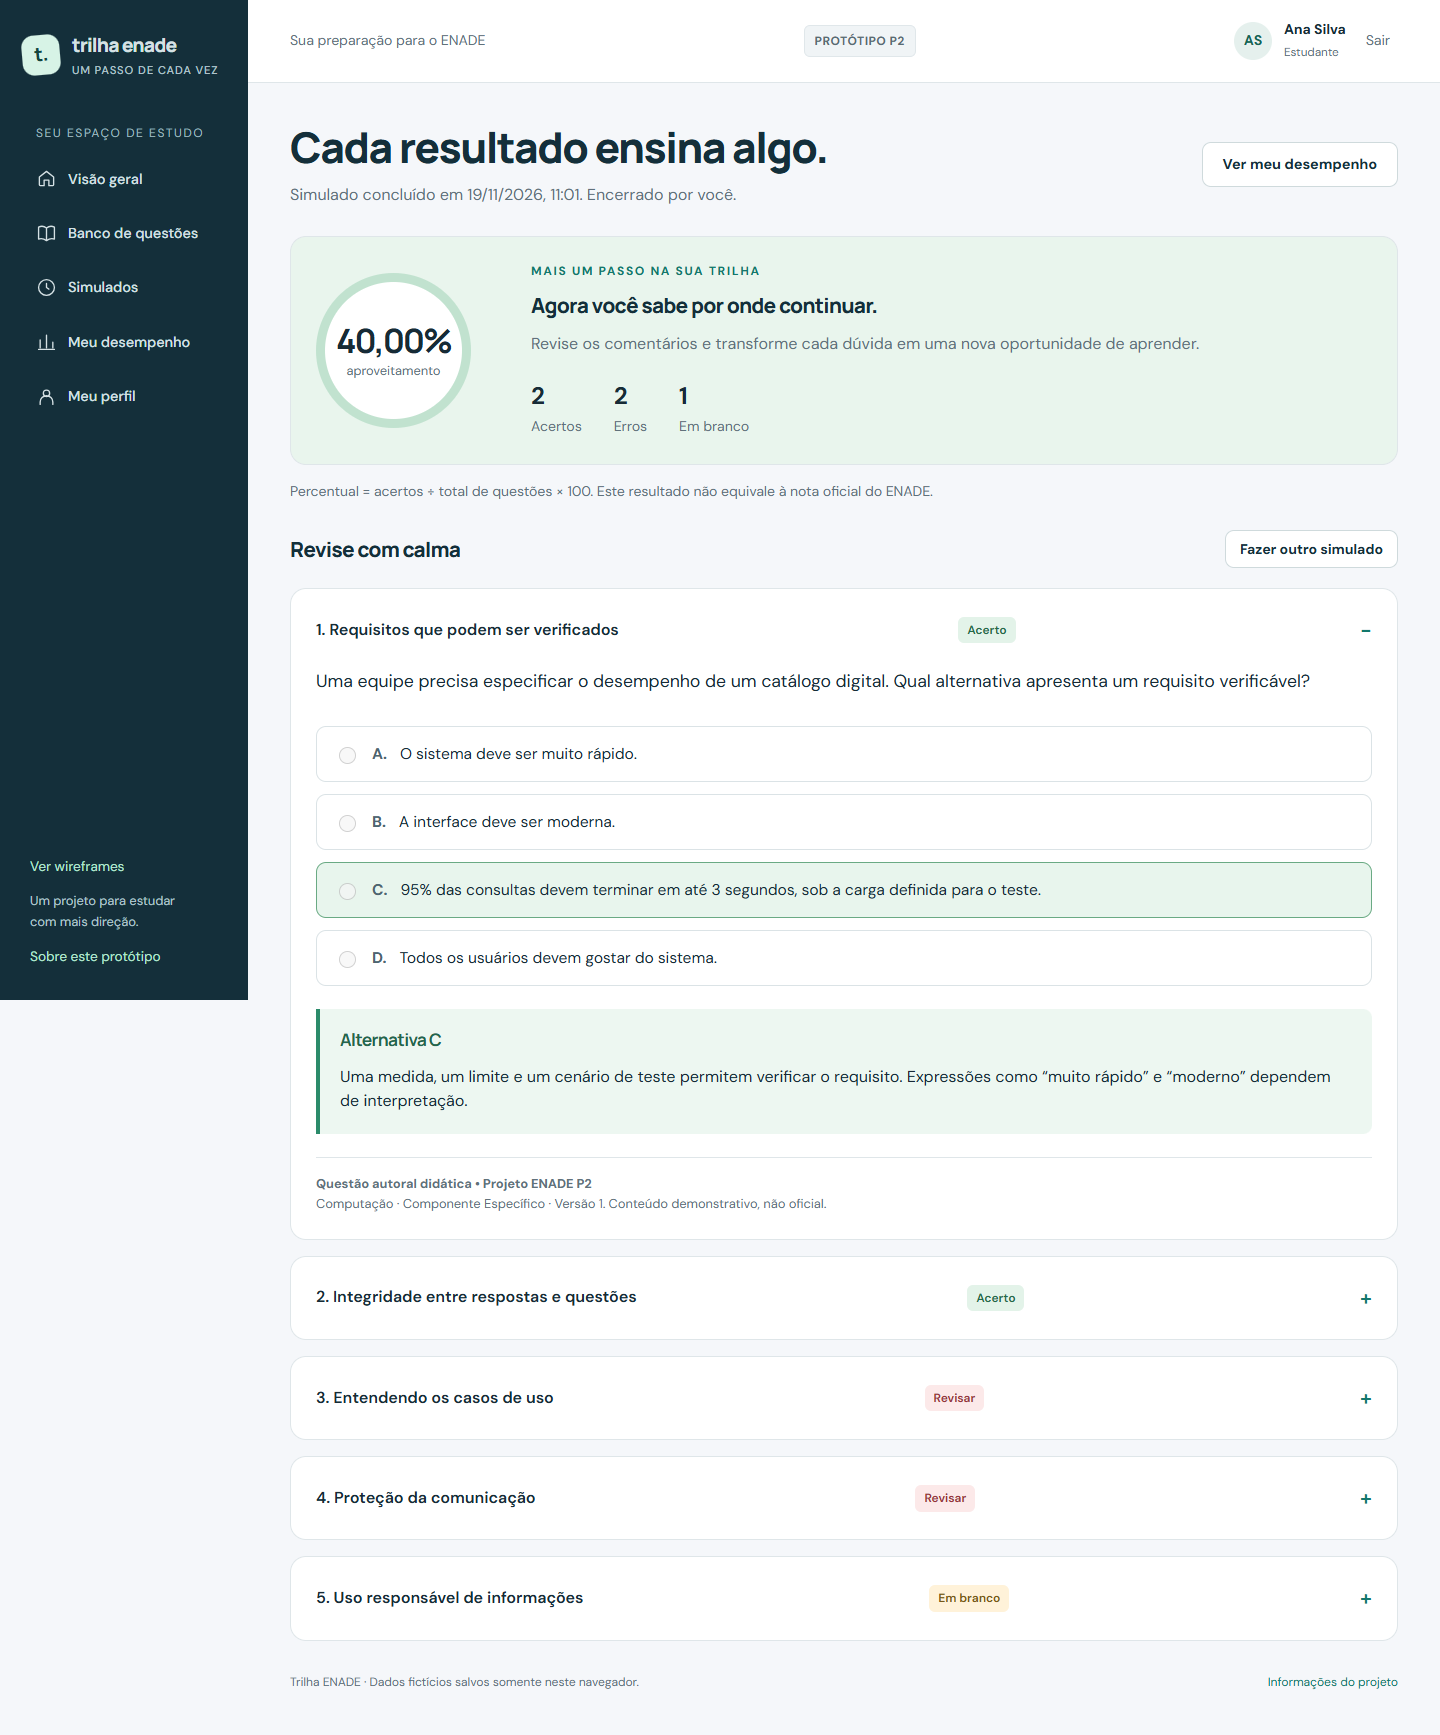 t.
trilha enade
UM PASSO DE CADA VEZ
SEU ESPAÇO DE ESTUDO
Visão geral
Banco de questões
Simulados
Meu desempenho
Meu perfil
Ver wireframes
Um projeto para estudar
com mais direção.
Sobre este protótipo
Sua preparação para o ENADE
PROTÓTIPO P2
AS
Ana Silva
Estudante
Sair
Cada resultado ensina algo.
Simulado concluído em 19/11/2026, 11:01. Encerrado por você.
Ver meu desempenho
40,00%
aproveitamento
MAIS UM PASSO NA SUA TRILHA
Agora você sabe por onde continuar.
Revise os comentários e transforme cada dúvida em uma nova oportunidade de aprender.
2 2 1
Acertos Erros Em branco
Percentual = acertos ÷ total de questões × 100. Este resultado não equivale à nota oficial do ENADE.
Revise com calma
Fazer outro simulado
1. Requisitos que podem ser verificados Acerto −
Uma equipe precisa especificar o desempenho de um catálogo digital. Qual alternativa apresenta um requisito verificável?
A. O sistema deve ser muito rápido.
B. A interface deve ser moderna.
C. 95% das consultas devem terminar em até 3 segundos, sob a carga definida para o teste.
D. Todos os usuários devem gostar do sistema.
Alternativa C
Uma medida, um limite e um cenário de teste permitem verificar o requisito. Expressões como “muito rápido” e “moderno” dependem
de interpretação.
Questão autoral didática • Projeto ENADE P2
Computação · Componente Específico · Versão 1. Conteúdo demonstrativo, não oficial.
2. Integridade entre respostas e questões Acerto +
3. Entendendo os casos de uso Revisar +
4. Proteção da comunicação Revisar +
5. Uso responsável de informações Em branco +
Trilha ENADE · Dados fictícios salvos somente neste navegador.
Informações do projeto